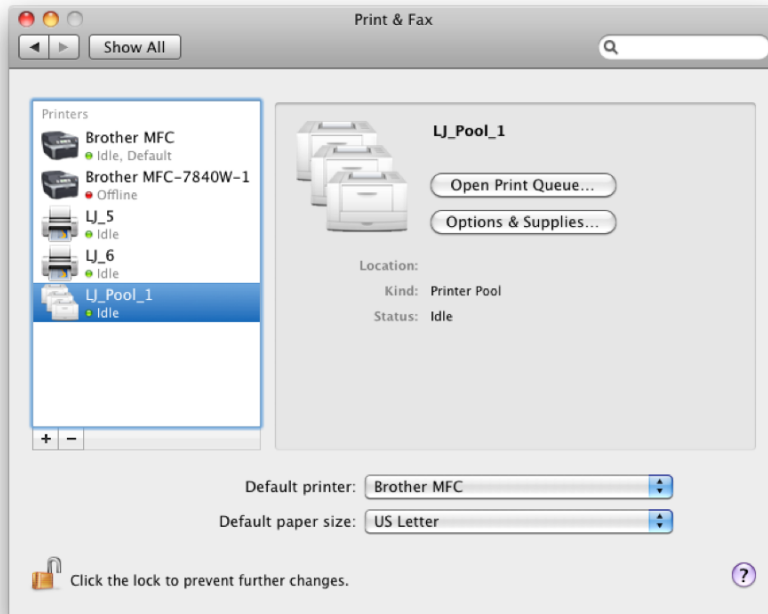 Print & Fax
Show All
Printers
Brother MFC
Idle, Default
Brother MFC-7840W-1
Offline
LJ_5
Idle
LJ_6
Idle
LJ_Pool_1
Idle
+ −
LJ_Pool_1
Open Print Queue...
Options & Supplies...
Location:
Kind: Printer Pool
Status: Idle
Default printer: Brother MFC
Default paper size: US Letter
Click the lock to prevent further changes.
?